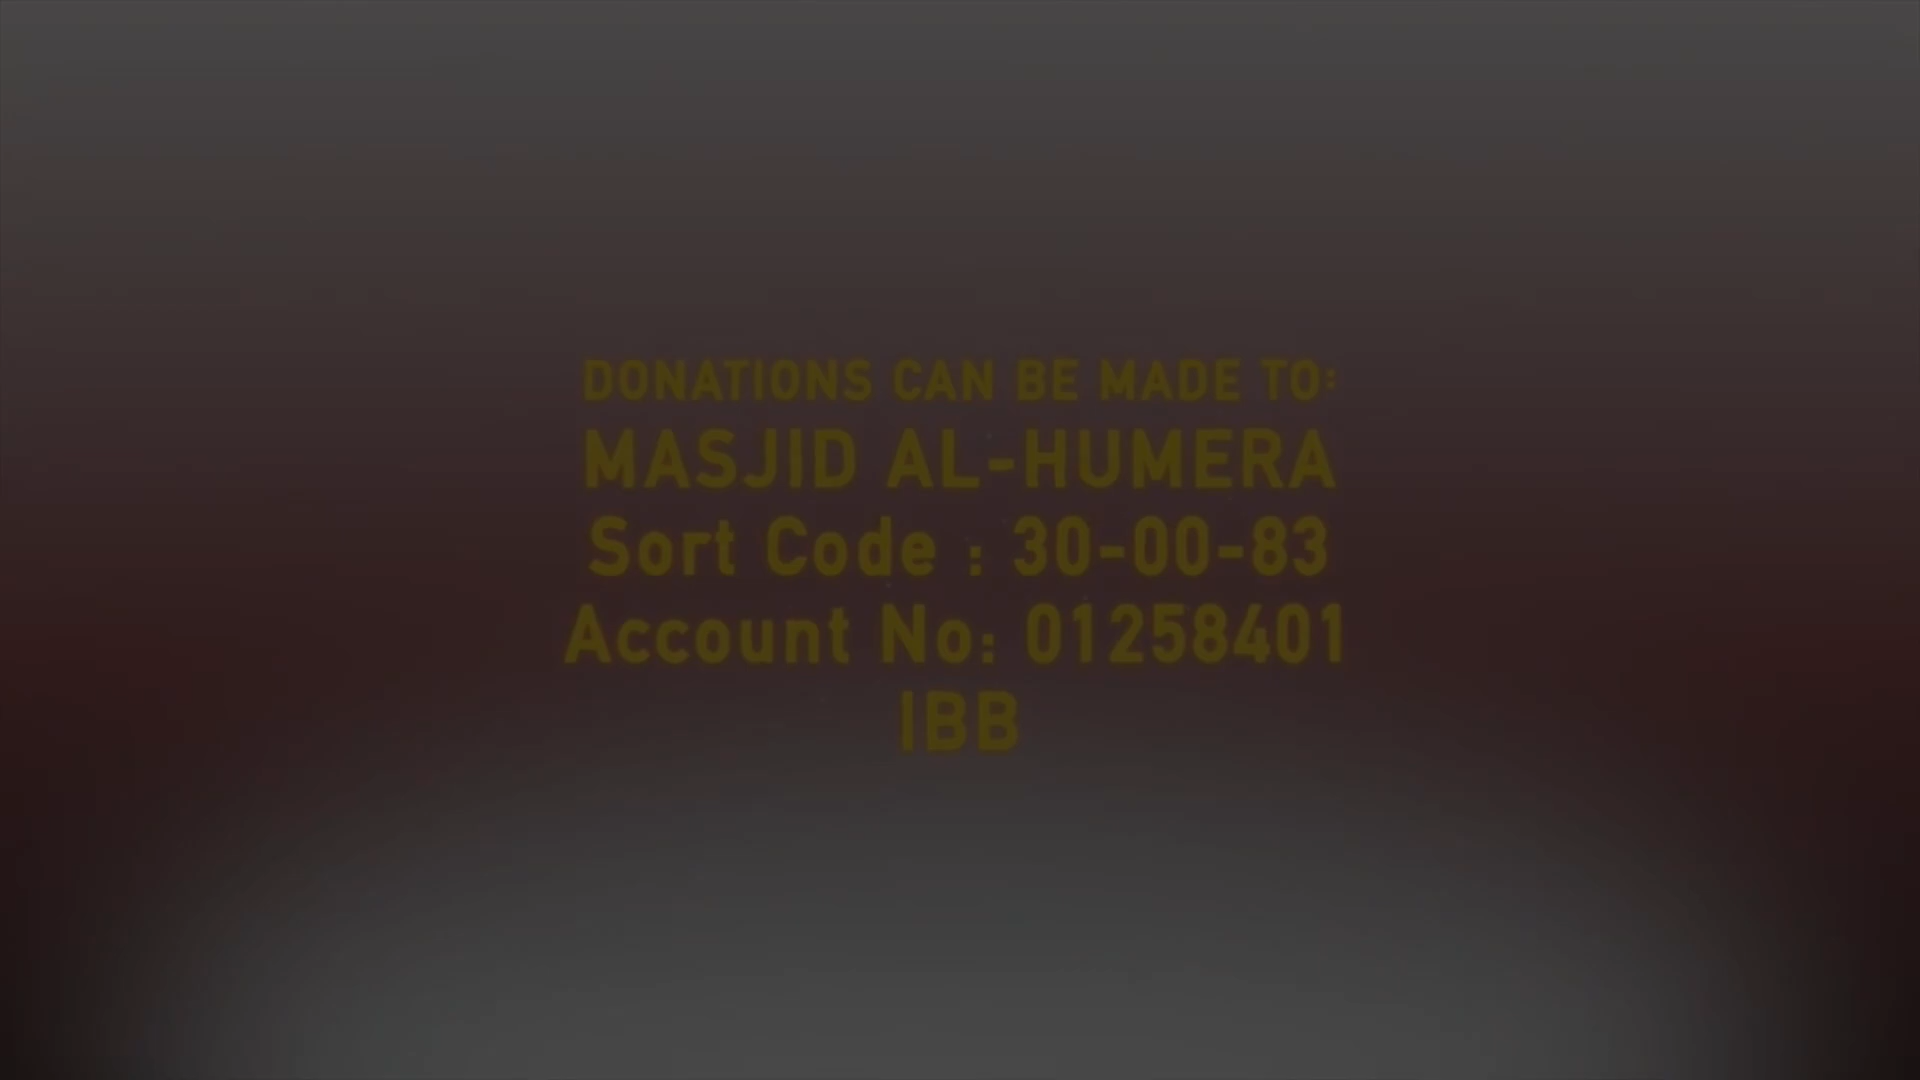 DONATIONS CAN BE MADE TO:
MASJID AL-HUMERA
Sort Code : 30-00-83
Account No: 01258401
IBB